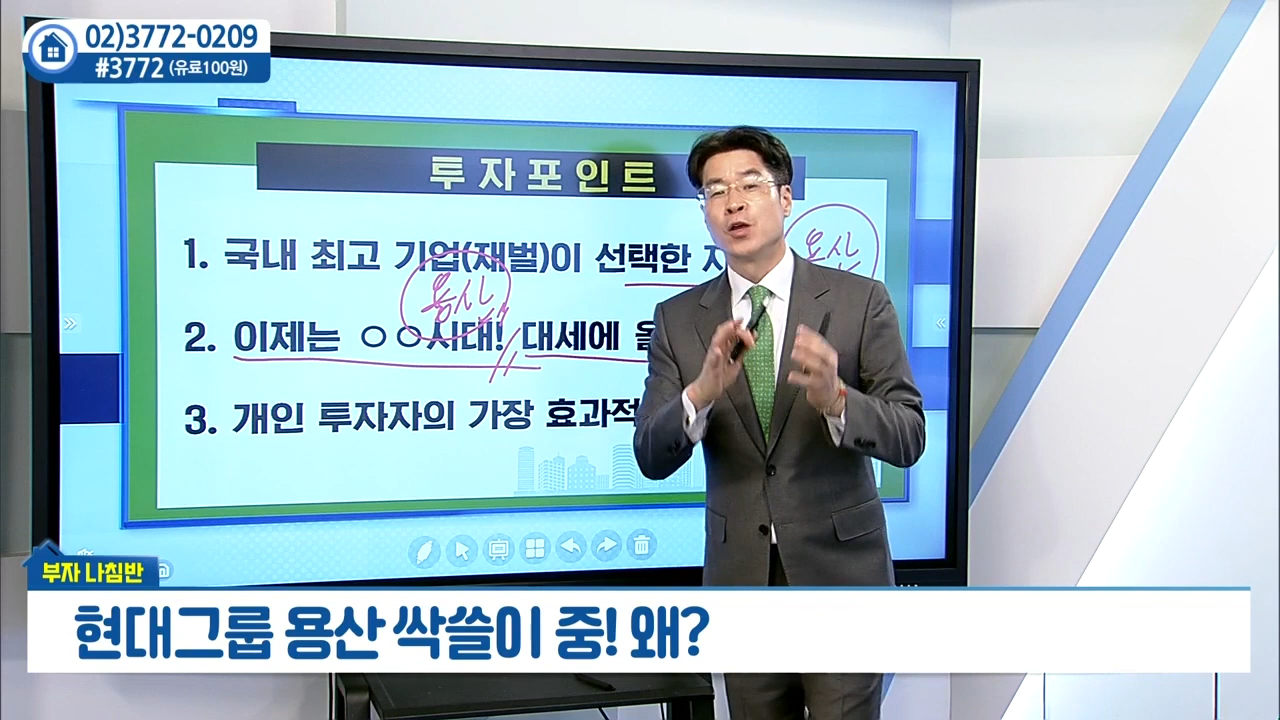 02)3772-0209
#3772 (유료100원)
투자포인트
1. 국내 최고 기업(재벌)이 선택한
용산
용산
2. 이제는 ㅇㅇ시대! 대세에
3. 개인 투자자의 가장 효과적
부자 나침반
현대그룹 용산 싹쓸이 중! 왜?